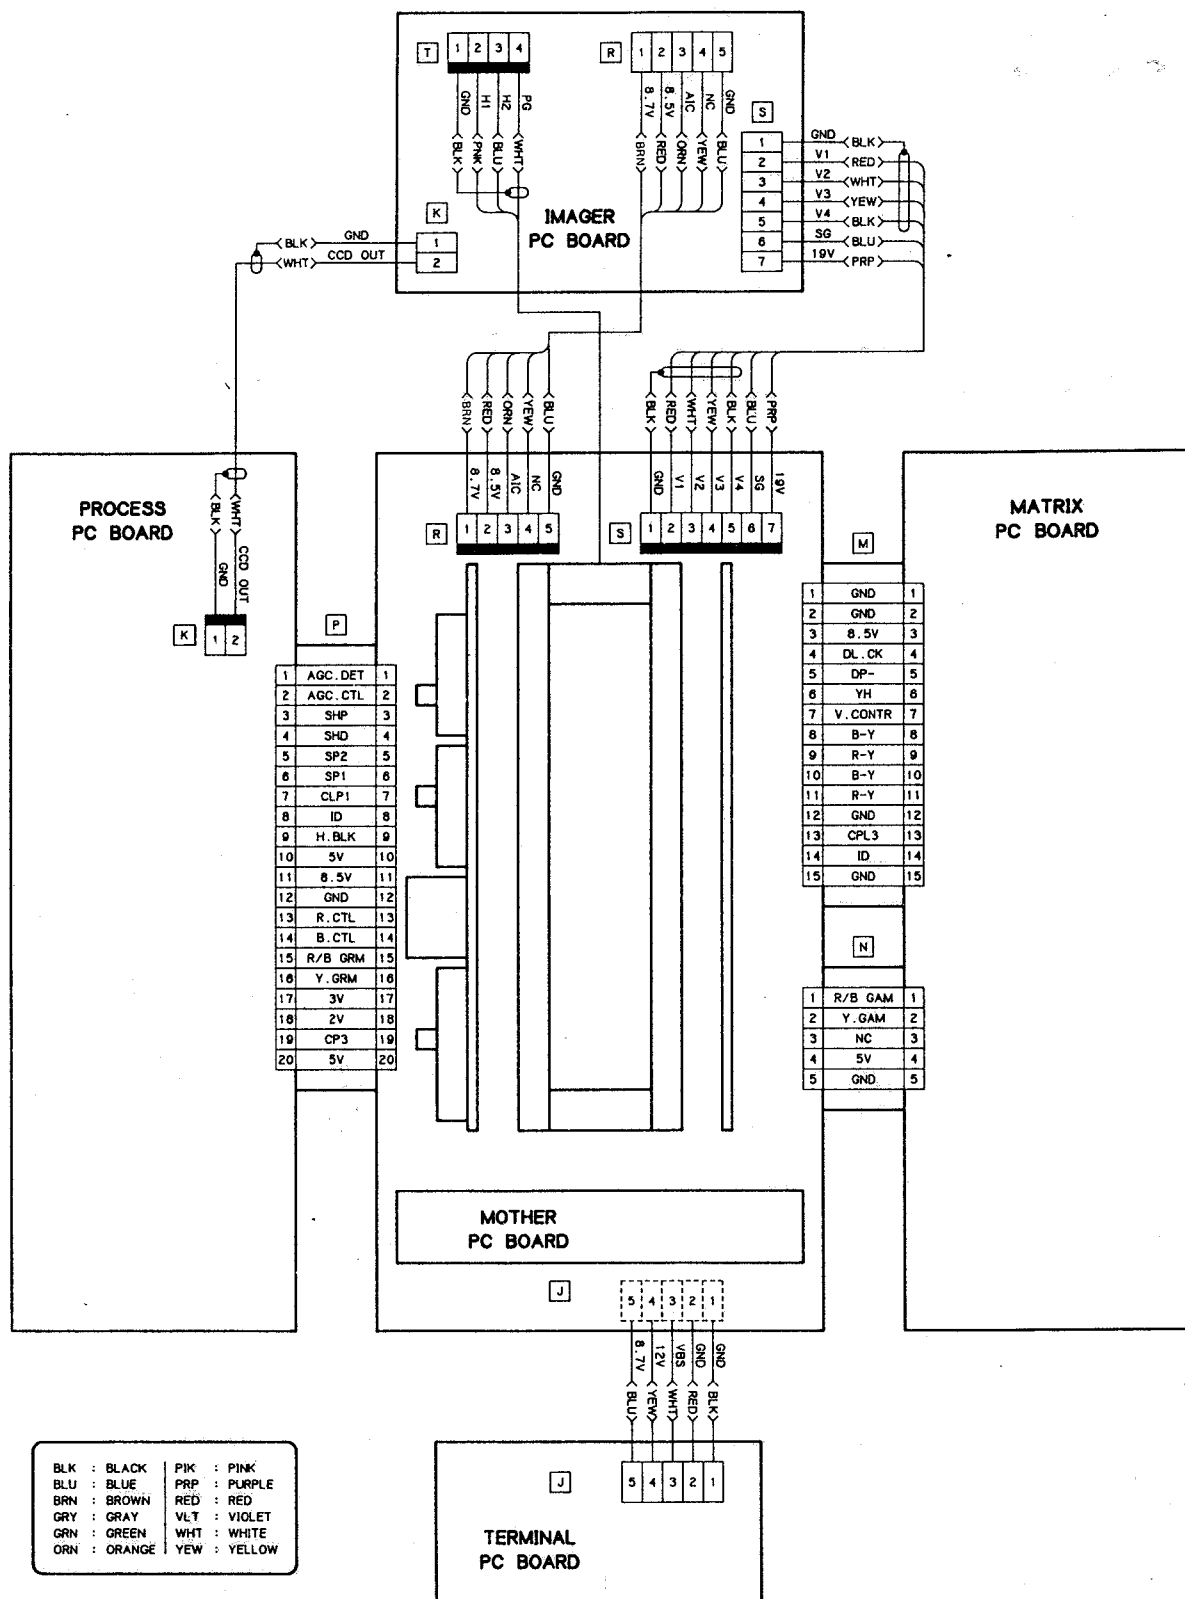 T
1 2 3 4
GND H1 H2 PG
BLK PNK BLU WHT
R
1 2 3 4 5
8.7V 8.5V AIC NC GND
BRN RED ORN YEW BLU
IMAGER
PC BOARD
S
1 GND BLK
2 V1 RED
3 V2 WHT
4 V3 YEW
5 V4 BLK
6 SG BLU
7 19V PRP
K
BLK GND 1
WHT CCD OUT 2
BRN RED ORN YEW BLU
8.7V 8.5V AIC NC GND
R
1 2 3 4 5
BLK RED WHT YEW BLK BLU PRP
GND V1 V2 V3 V4 SG 19V
S
1 2 3 4 5 6 7
PROCESS
PC BOARD
BLK WHT
GND CCD OUT
K
1 2
P
1 AGC.DET 1
2 AGC.CTL 2
3 SHP 3
4 SHD 4
5 SP2 5
6 SP1 6
7 CLP1 7
8 ID 8
9 H.BLK 9
10 5V 10
11 8.5V 11
12 GND 12
13 R.CTL 13
14 B.CTL 14
15 R/B GRM 15
16 Y.GRM 16
17 3V 17
18 2V 18
19 CP3 19
20 5V 20
MATRIX
PC BOARD
M
1 GND 1
2 GND 2
3 8.5V 3
4 DL.CK 4
5 DP- 5
6 YH 6
7 V.CONTR 7
8 B-Y 8
9 R-Y 9
10 B-Y 10
11 R-Y 11
12 GND 12
13 CPL3 13
14 ID 14
15 GND 15
N
1 R/B GAM 1
2 Y.GAM 2
3 NC 3
4 5V 4
5 GND 5
MOTHER
PC BOARD
J
5 4 3 2 1
8.7V 12V VBS GND GND
BLU YEW WHT RED BLK
J
5 4 3 2 1
TERMINAL
PC BOARD
BLK : BLACK PIK : PINK
BLU : BLUE PRP : PURPLE
BRN : BROWN RED : RED
GRY : GRAY VLT : VIOLET
GRN : GREEN WHT : WHITE
ORN : ORANGE YEW : YELLOW